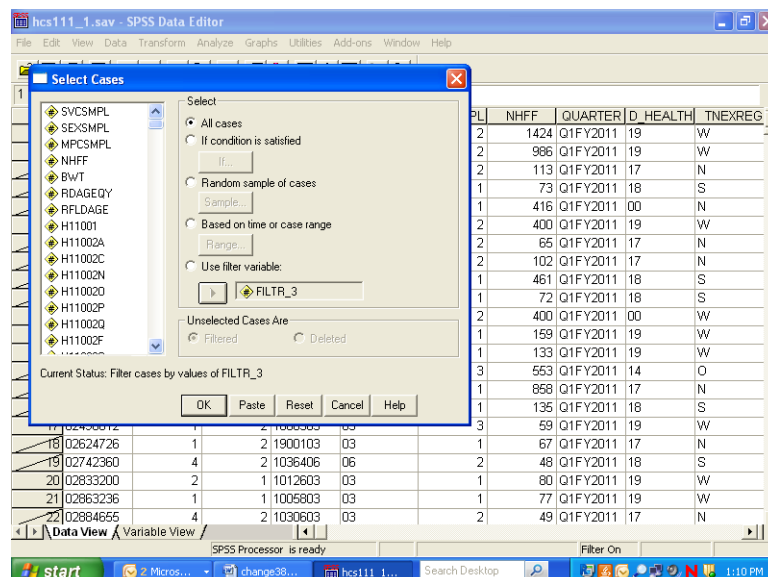 hcs111_1.sav - SPSS Data Editor
File Edit View Data Transform Analyze Graphs Utilities Add-ons Window Help
Select Cases
1
SVCSMPL
SEXSMPL
MPCSMPL
NHFF
BWT
RDAGEQY
RFLDAGE
H11001
H11002A
H11002C
H11002N
H11002O
H11002P
H11002Q
H11002F
Select
All cases
If condition is satisfied
If...
Random sample of cases
Sample...
Based on time or case range
Range...
Use filter variable:
FILTR_3
Unselected Cases Are
Filtered Deleted
Current Status: Filter cases by values of FILTR_3
OK Paste Reset Cancel Help
PL NHFF QUARTER D_HEALTH TNEXREG
2 1424 Q1FY2011 19 W
2 986 Q1FY2011 19 W
2 113 Q1FY2011 17 N
1 73 Q1FY2011 18 S
1 416 Q1FY2011 00 N
2 400 Q1FY2011 19 W
2 65 Q1FY2011 17 N
2 102 Q1FY2011 17 N
1 461 Q1FY2011 18 S
1 72 Q1FY2011 18 S
2 400 Q1FY2011 00 W
1 159 Q1FY2011 19 W
1 133 Q1FY2011 19 W
3 553 Q1FY2011 14 O
1 858 Q1FY2011 17 N
1 135 Q1FY2011 18 S
3 59 Q1FY2011 19 W
18 02624726 1 2 1900103 03 1 67 Q1FY2011 17 N
19 02742360 4 2 1036406 06 2 48 Q1FY2011 18 S
20 02833200 2 1 1012603 03 1 80 Q1FY2011 19 W
21 02863236 1 1 1005803 03 1 77 Q1FY2011 19 W
22 02884655 4 2 1030603 03 2 49 Q1FY2011 17 N
Data View Variable View
SPSS Processor is ready Filter On
start 2 Micros... change38... hcs111_1.... Search Desktop 1:10 PM